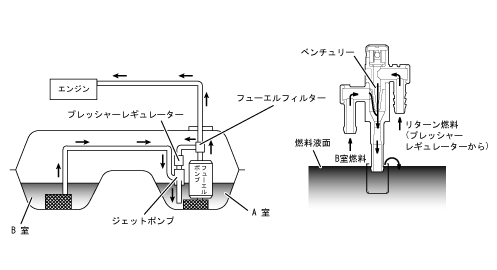 エンジン
プレッシャーレギュレーター
フューエルフィルター
フューエル
ポンプ
ジェットポンプ
A 室
B 室
ベンチュリー
リターン燃料
(プレッシャー
レギュレーターから)
B室燃料
燃料液面